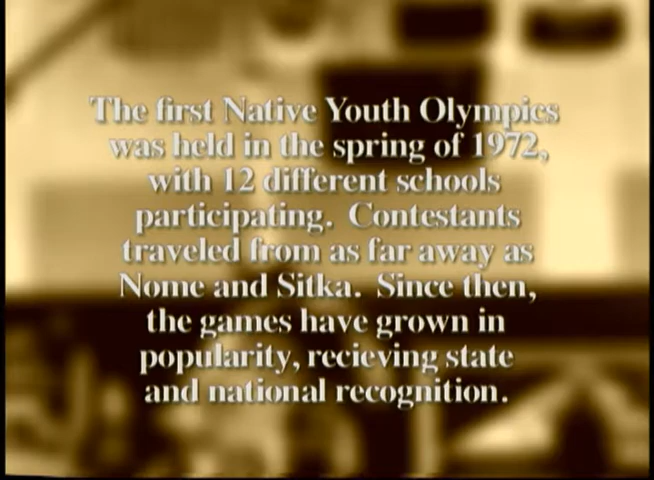 The first Native Youth Olympics
was held in the spring of 1972,
with 12 different schools
participating. Contestants
traveled from as far away as
Nome and Sitka. Since then,
the games have grown in
popularity, recieving state
and national recognition.